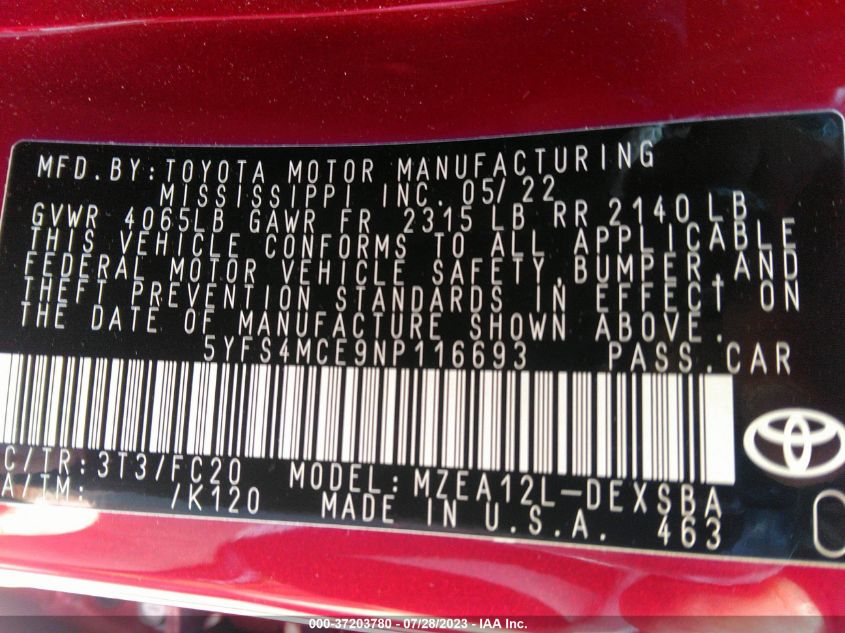 MFD.BY:TOYOTA MOTOR MANUFACTURING
MISSISSIPPI INC. 05/22
GVWR 4065LB GAWR FR 2315 LB RR 2140 LB
THIS VEHICLE CONFORMS TO ALL APPLICABLE
FEDERAL MOTOR VEHICLE SAFETY,BUMPER,AND
THEFT PREVENTION STANDARDS IN EFFECT ON
THE DATE OF MANUFACTURE SHOWN ABOVE.
5YFS4MCE9NP116693 PASS.CAR
C/TR:3T3/FC20 MODEL:MZEA12L-DEXSBA
A/TM: /K120 MADE IN U.S.A. 463
000-37203780 - 07/28/2023 - IAA Inc.